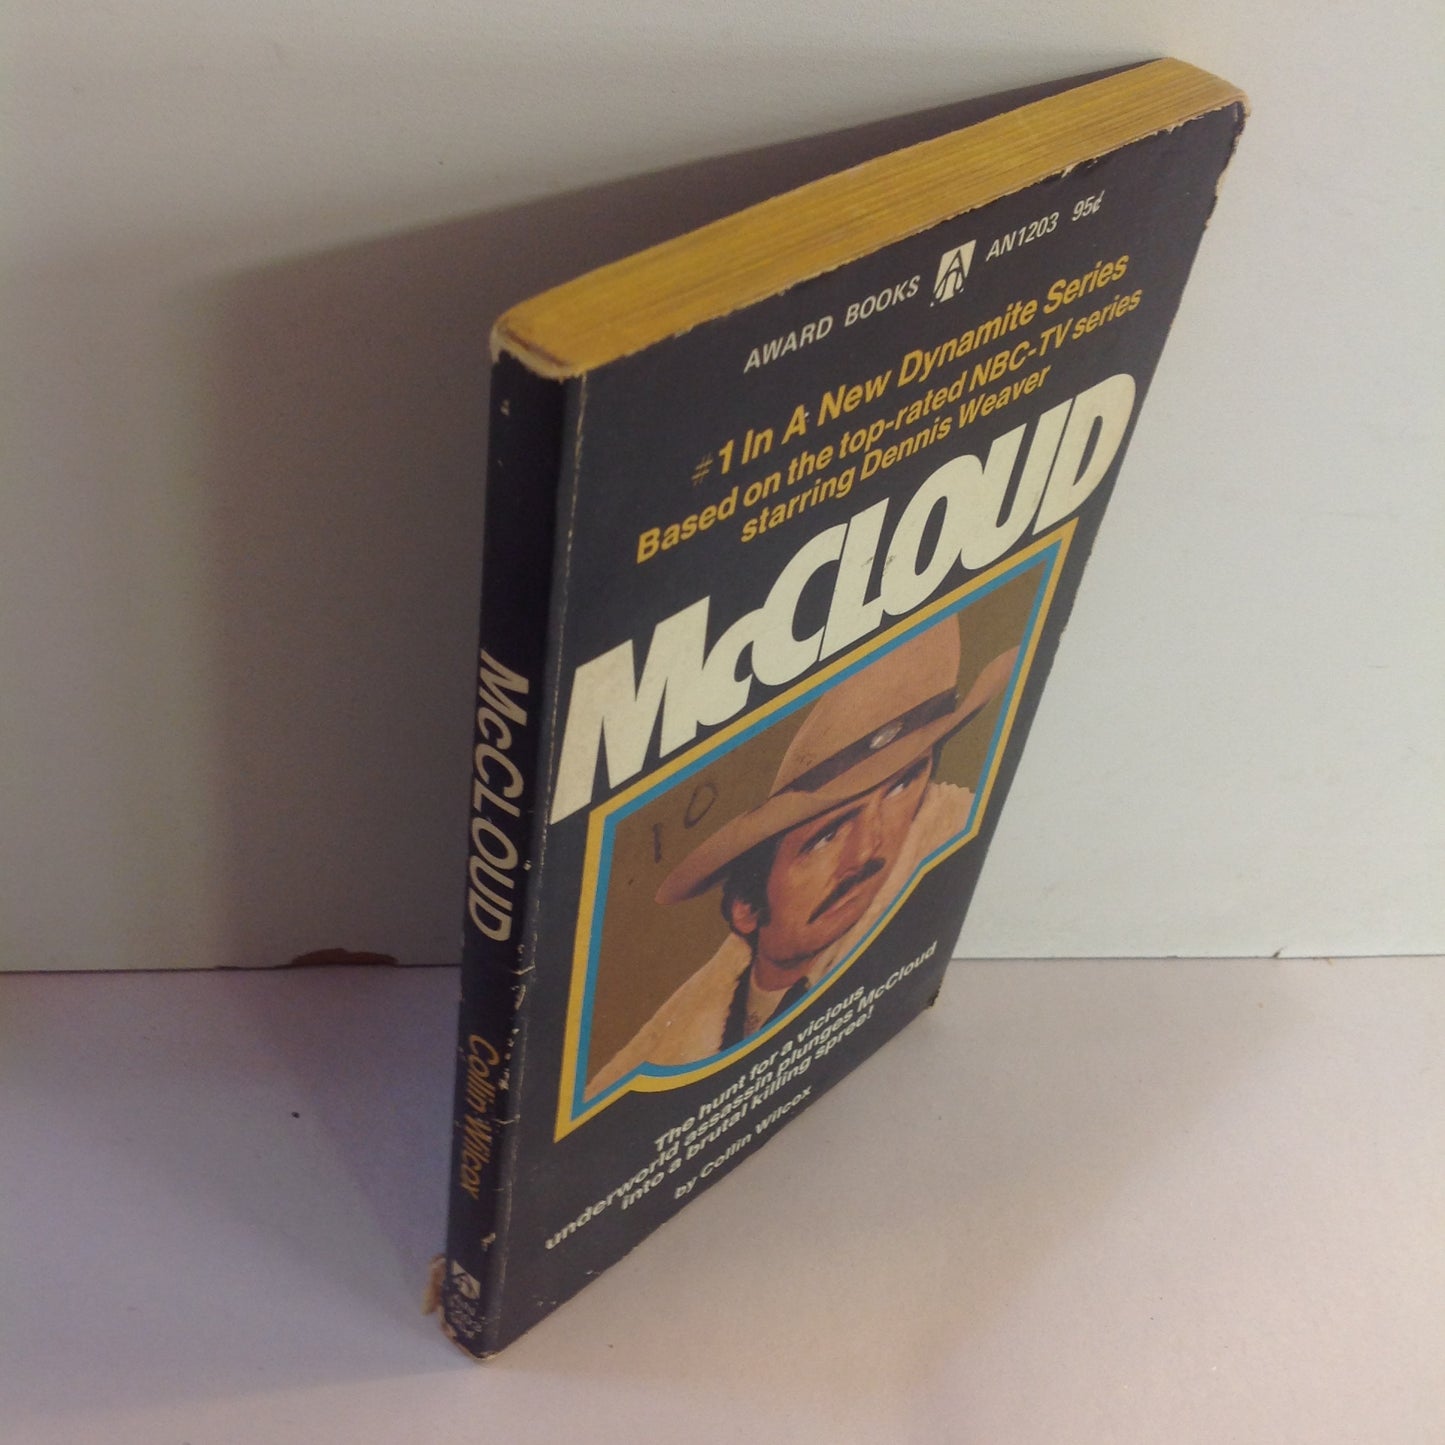 AWARD BOOKS AN1203 95¢
#1 In A New Dynamite Series
Based on the top-rated NBC-TV series
starring Dennis Weaver
McCLOUD
10
The hunt for a vicious
underworld assassin plunges McCloud
into a brutal killing spree!
by Collin Wilcox
McCLOUD
Collin Wilcox